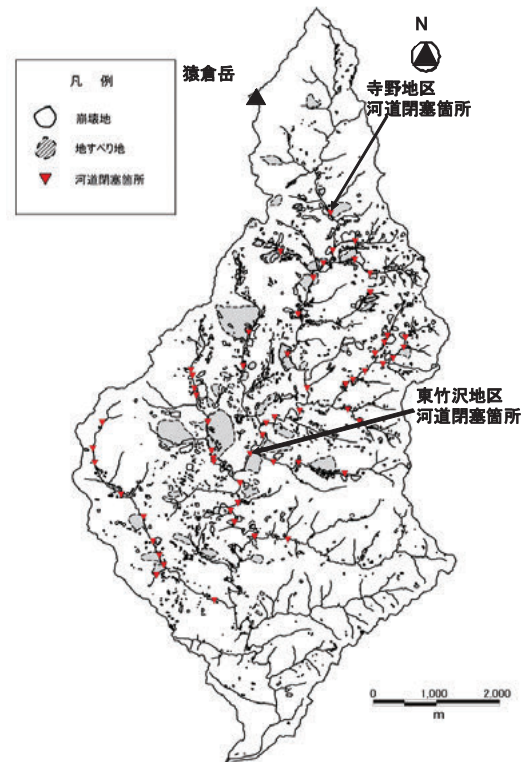 N
猿倉岳
寺野地区
河道閉塞箇所
凡 例
崩壊地
地すべり地
河道閉塞箇所
東竹沢地区
河道閉塞箇所
0 1,000 2,000
m